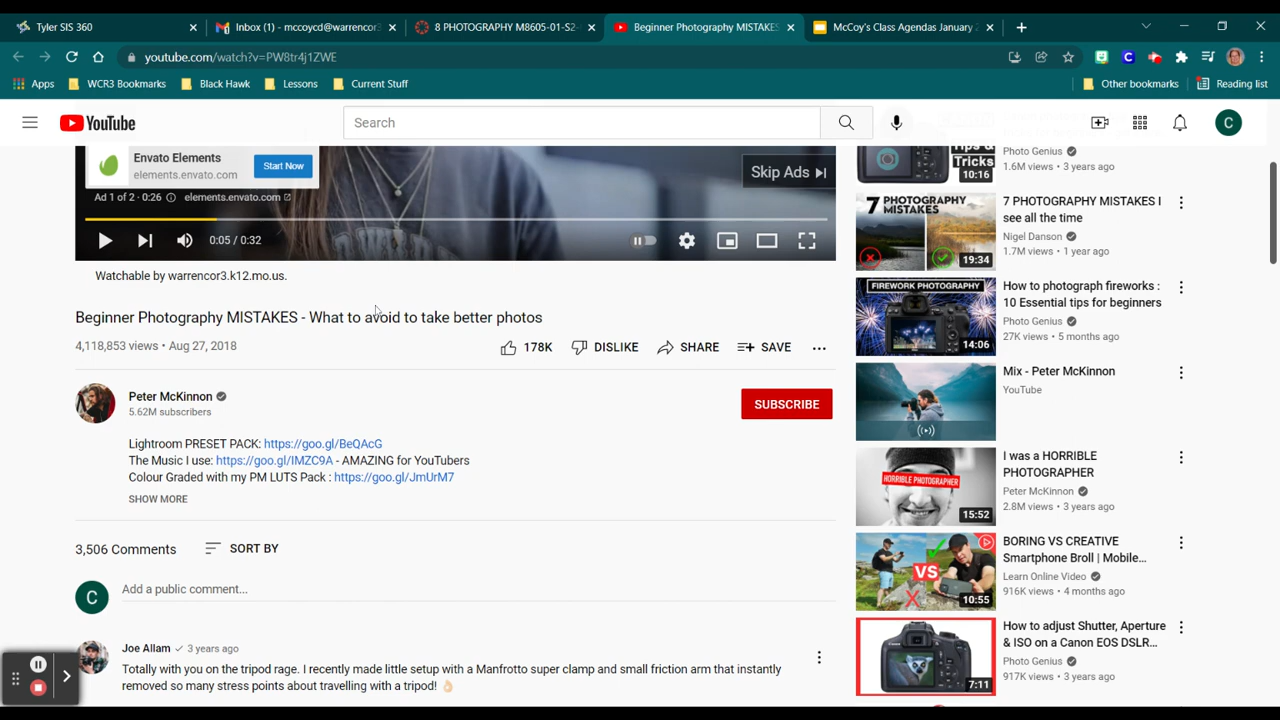 Tyler SIS 360
Inbox (1) - mccoycd@warrencor3
8 PHOTOGRAPHY M8605-01-S2-
Beginner Photography MISTAKES
McCoy's Class Agendas January
youtube.com/watch?v=PW8tr4j1ZWE
Apps
WCR3 Bookmarks
Black Hawk
Lessons
Current Stuff
Other bookmarks
Reading list
YouTube
Search
C
Envato Elements
elements.envato.com
Start Now
Ad 1 of 2 · 0:26
elements.envato.com
Skip Ads
0:05 / 0:32
Watchable by warrencor3.k12.mo.us.
Beginner Photography MISTAKES - What to avoid to take better photos
4,118,853 views • Aug 27, 2018
178K
DISLIKE
SHARE
SAVE
Peter McKinnon
5.62M subscribers
SUBSCRIBE
Lightroom PRESET PACK: https://goo.gl/BeQAcG
The Music I use: https://goo.gl/IMZC9A - AMAZING for YouTubers
Colour Graded with my PM LUTS Pack : https://goo.gl/JmUrM7
SHOW MORE
3,506 Comments
SORT BY
C
Add a public comment...
Joe Allam
3 years ago
Totally with you on the tripod rage. I recently made little setup with a Manfrotto super clamp and small friction arm that instantly
removed so many stress points about travelling with a tripod! 👌🏻
Tricks
10:16
Photo Genius
1.6M views • 3 years ago
7 PHOTOGRAPHY
MISTAKES
19:34
7 PHOTOGRAPHY MISTAKES I
see all the time
Nigel Danson
1.7M views • 1 year ago
FIREWORK PHOTOGRAPHY
14:06
How to photograph fireworks :
10 Essential tips for beginners
Photo Genius
27K views • 5 months ago
Mix - Peter McKinnon
YouTube
HORRIBLE PHOTOGRAPHER
15:52
I was a HORRIBLE
PHOTOGRAPHER
Peter McKinnon
2.8M views • 3 years ago
VS
10:55
BORING VS CREATIVE
Smartphone Broll | Mobile...
Learn Online Video
916K views • 4 months ago
7:11
How to adjust Shutter, Aperture
& ISO on a Canon EOS DSLR...
Photo Genius
917K views • 3 years ago